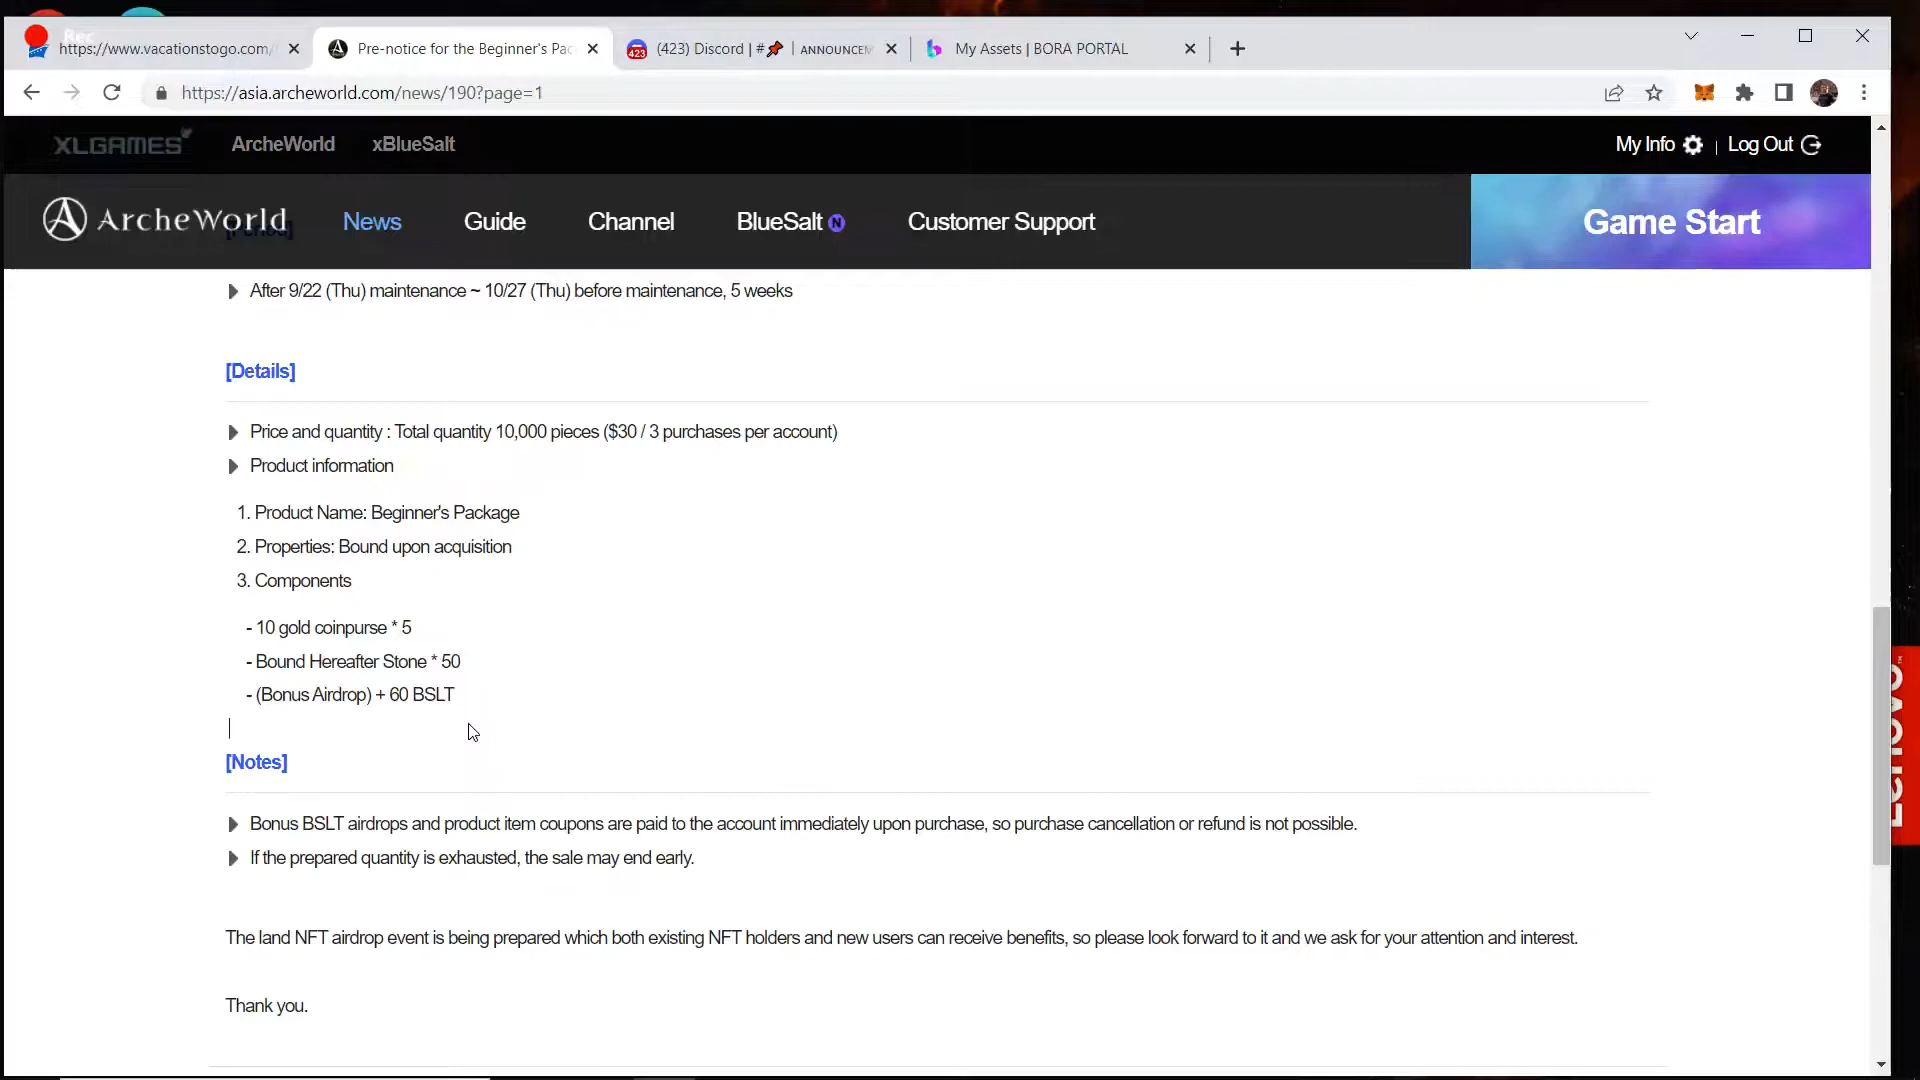 Rec
https://www.vacationstogo.com/
Pre-notice for the Beginner's Pac
423
(423) Discord | #📌 | ANNOUNCEM
My Assets | BORA PORTAL
https://asia.archeworld.com/news/190?page=1
XLGAMES
ArcheWorld
xBlueSalt
My Info
|
Log Out
ArcheWorld
News
Guide
Channel
BlueSalt N
Customer Support
Game Start
[Period]
After 9/22 (Thu) maintenance ~ 10/27 (Thu) before maintenance, 5 weeks
[Details]
Price and quantity : Total quantity 10,000 pieces ($30 / 3 purchases per account)
Product information
1. Product Name: Beginner's Package
2. Properties: Bound upon acquisition
3. Components
- 10 gold coinpurse * 5
- Bound Hereafter Stone * 50
- (Bonus Airdrop) + 60 BSLT
[Notes]
Bonus BSLT airdrops and product item coupons are paid to the account immediately upon purchase, so purchase cancellation or refund is not possible.
If the prepared quantity is exhausted, the sale may end early.
The land NFT airdrop event is being prepared which both existing NFT holders and new users can receive benefits, so please look forward to it and we ask for your attention and interest.
Thank you.
Lenovo™